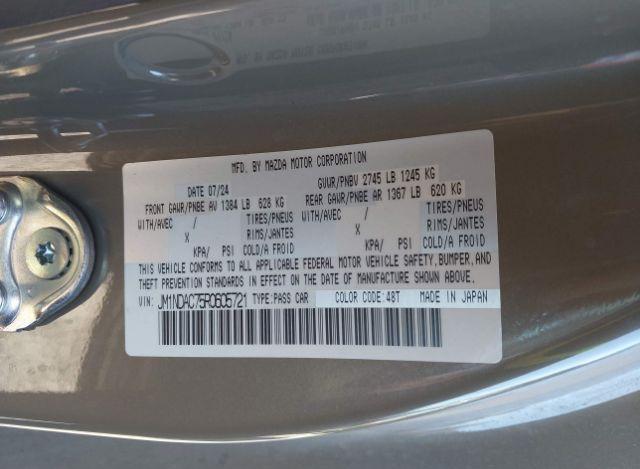 MFD. BY MAZDA MOTOR CORPORATION
DATE 07/24 GVWR/PNBV 2745 LB 1245 KG
FRONT GAWR/PNBE AV 1384 LB 628 KG REAR GAWR/PNBE AR 1367 LB 620 KG
WITH/AVEC / TIRES/PNEUS WITH/AVEC / TIRES/PNEUS
X RIMS/JANTES X RIMS/JANTES
KPA/ PSI COLD/A FROID KPA/ PSI COLD/A FROID
THIS VEHICLE CONFORMS TO ALL APPLICABLE FEDERAL MOTOR VEHICLE SAFETY, BUMPER, AND
THEFT PREVENTION STANDARDS IN EFFECT ON THE DATE OF MANUFACTURE SHOWN ABOVE.
VIN: JM1NDAC75R0605721 TYPE: PASS CAR COLOR CODE: 48T MADE IN JAPAN